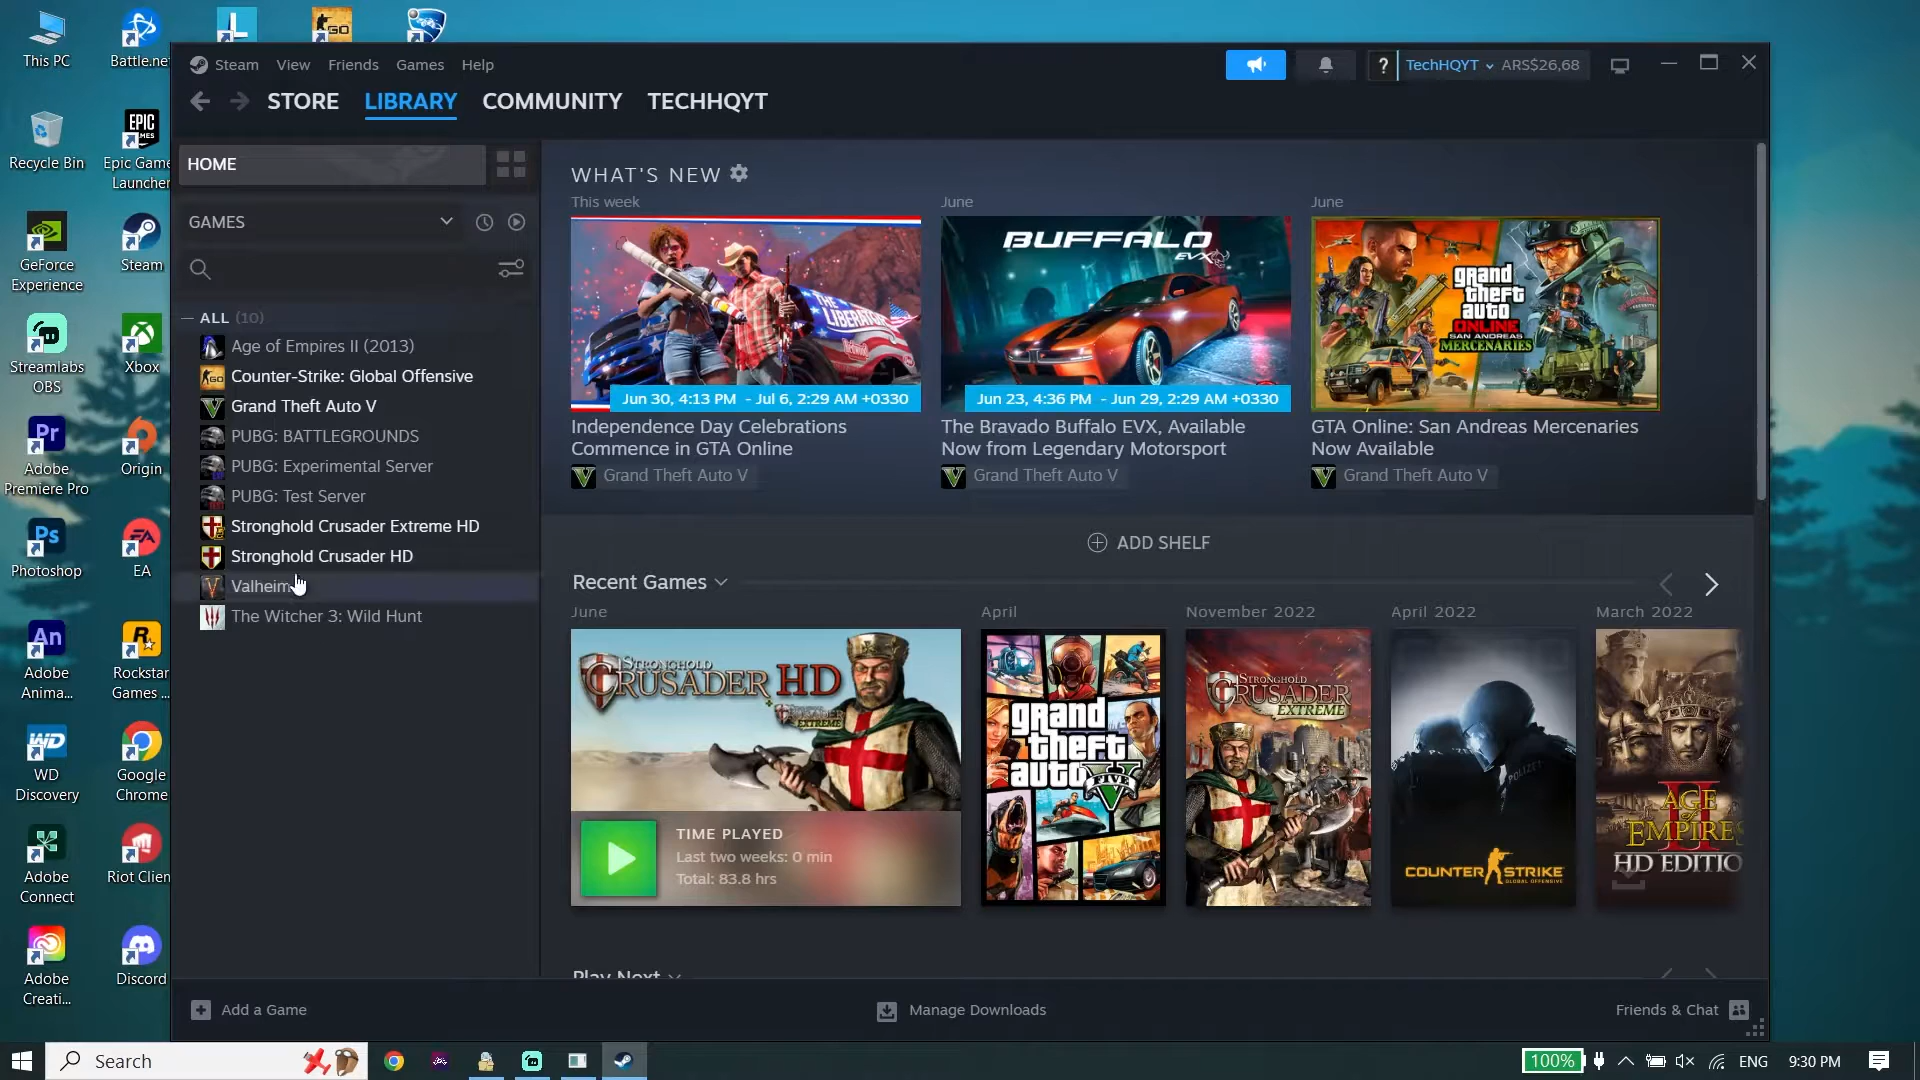 This PC
Battle.net
Recycle Bin
Epic Game
Launcher
GeForce
Experience
Steam
Streamlabs
OBS
Xbox
Adobe
Premiere Pro
Origin
Photoshop
EA
Adobe
Anima...
Rockstar
Games ...
WD
Discovery
Google
Chrome
Adobe
Connect
Riot Clien
Adobe
Creati...
Discord
Steam View Friends Games Help
? TechHQYT ARS$26,68
STORE LIBRARY COMMUNITY TECHHQYT
HOME
GAMES
ALL (10)
Age of Empires II (2013)
Counter-Strike: Global Offensive
Grand Theft Auto V
PUBG: BATTLEGROUNDS
PUBG: Experimental Server
PUBG: Test Server
Stronghold Crusader Extreme HD
Stronghold Crusader HD
Valheim
The Witcher 3: Wild Hunt
WHAT'S NEW
This week
THE LIBERATOR
Jun 30, 4:13 PM - Jul 6, 2:29 AM +0330
Independence Day Celebrations
Commence in GTA Online
Grand Theft Auto V
June
BUFFALO
EVX
Jun 23, 4:36 PM - Jun 29, 2:29 AM +0330
The Bravado Buffalo EVX, Available
Now from Legendary Motorsport
Grand Theft Auto V
June
grand
theft
auto
ONLINE
SAN ANDREAS
MERCENARIES
GTA Online: San Andreas Mercenaries
Now Available
Grand Theft Auto V
ADD SHELF
Recent Games
June
STRONGHOLD
CRUSADER HD
TIME PLAYED
Last two weeks: 0 min
Total: 83.8 hrs
April
grand
theft
auto
FIVE
November 2022
STRONGHOLD
CRUSADER
EXTREME
April 2022
POLIZEI
COUNTER STRIKE
GLOBAL OFFENSIVE
March 2022
AGE
of
EMPIRE
II
HD EDITIO
Play Next
Add a Game
Manage Downloads
Friends & Chat
Search
100% ENG 9:30 PM